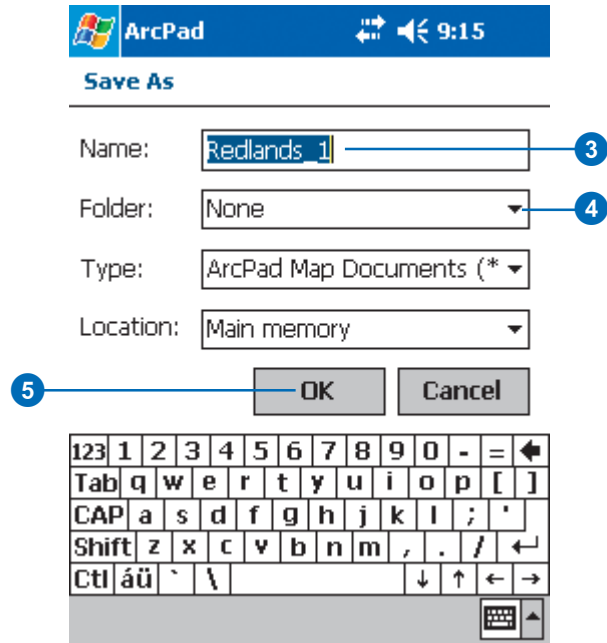 ArcPad 9:15
Save As
Name: Redlands_1 3
Folder: None 4
Type: ArcPad Map Documents (*
Location: Main memory
5 OK Cancel
123 1 2 3 4 5 6 7 8 9 0 - =
Tab q w e r t y u i o p [ ]
CAP a s d f g h j k l ; '
Shift z x c v b n m , . /
Ctl áü ` \ ↓ ↑ ← →